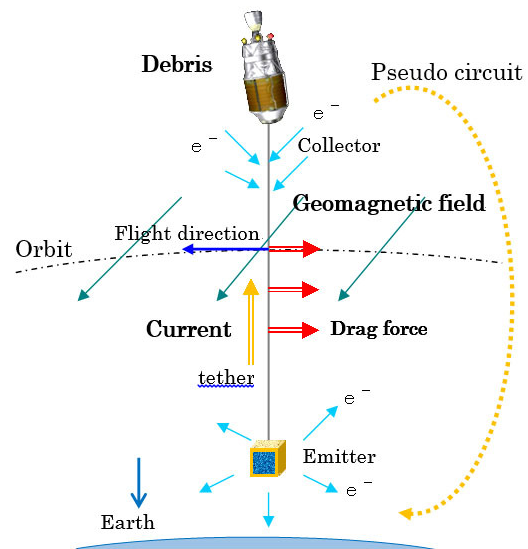 Debris
Pseudo circuit
e⁻
e⁻
Collector
Geomagnetic field
Flight direction
Orbit
Current
Drag force
tether
e⁻
Emitter
e⁻
Earth